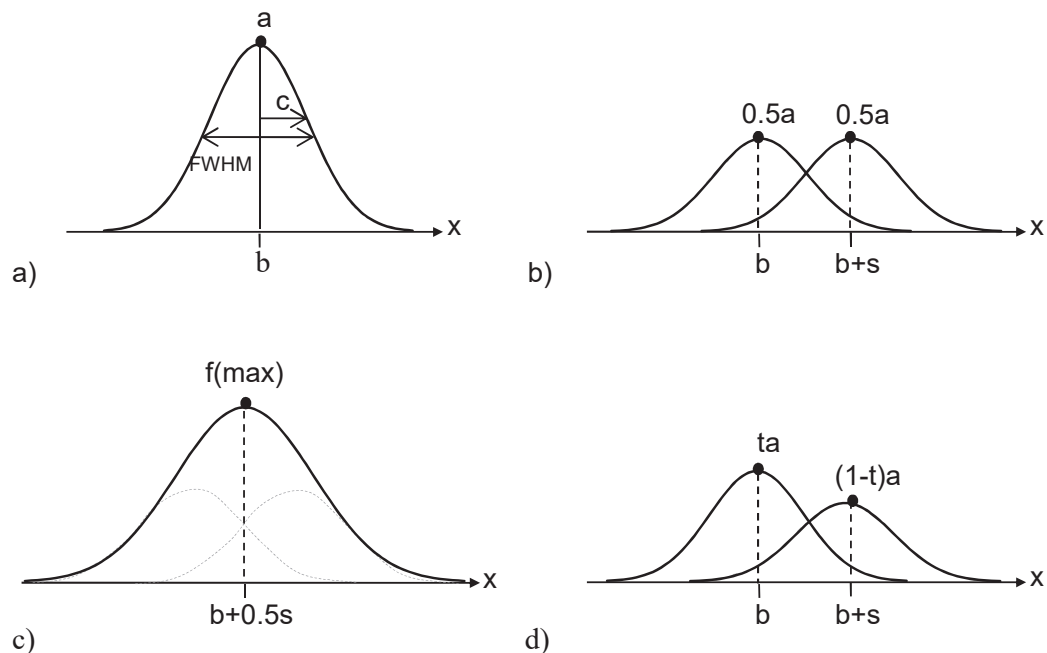 a
c
FWHM
x
b
a)
0.5a 0.5a
x
b b+s
b)
f(max)
x
b+0.5s
c)
ta
(1-t)a
x
b b+s
d)